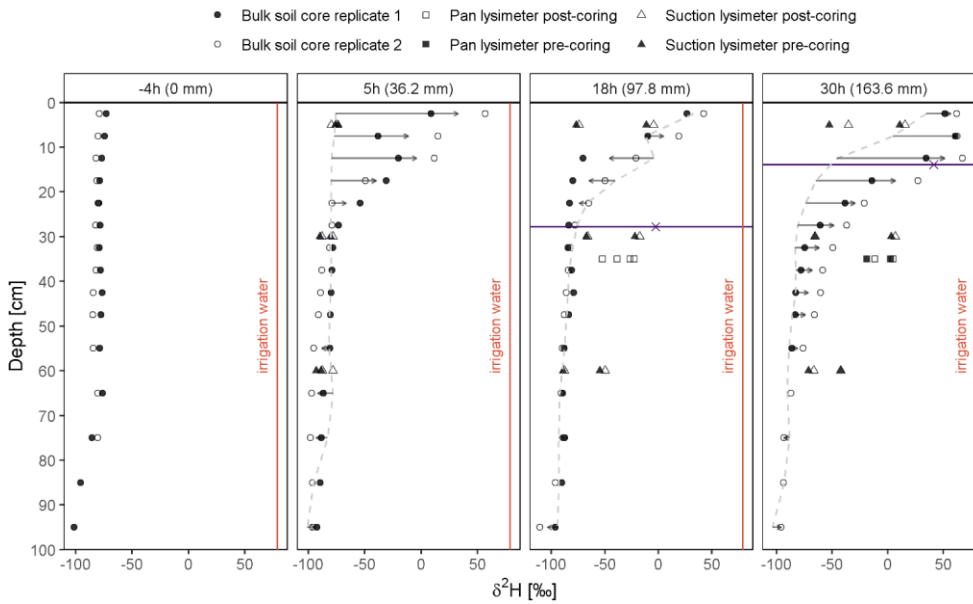 Bulk soil core replicate 1 Pan lysimeter post-coring Suction lysimeter post-coring
Bulk soil core replicate 2 Pan lysimeter pre-coring Suction lysimeter pre-coring
-4h (0 mm) 5h (36.2 mm) 18h (97.8 mm) 30h (163.6 mm)
0
10
20
30
40
50
60
70
80
90
100
Depth [cm]
irrigation water
irrigation water
irrigation water
irrigation water
-100 -50 0 50 -100 -50 0 50 -100 -50 0 50 -100 -50 0 50
δ²H [‰]